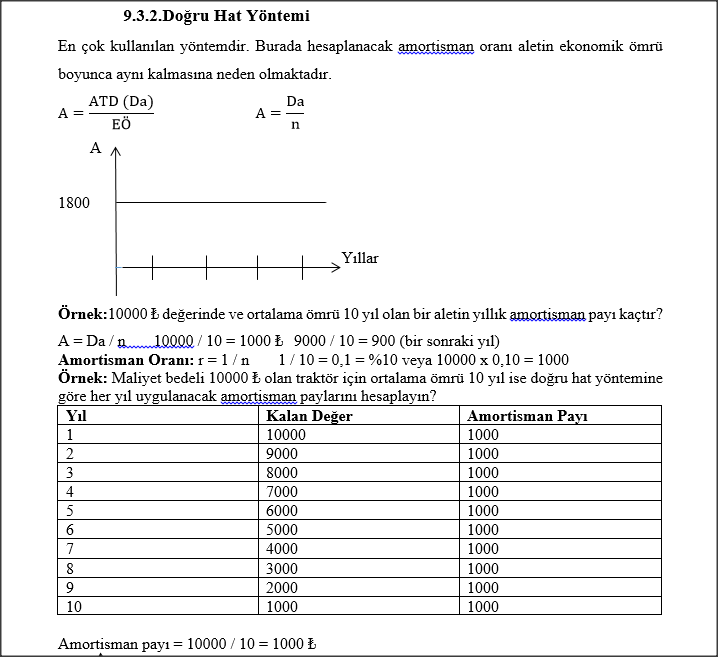 9.3.2.Doğru Hat Yöntemi
En çok kullanılan yöntemdir. Burada hesaplanacak amortisman oranı aletin ekonomik ömrü
boyunca aynı kalmasına neden olmaktadır.
A = ATD (Da) / EÖ A = Da / n
A
1800
Yıllar
Örnek:10000 ₺ değerinde ve ortalama ömrü 10 yıl olan bir aletin yıllık amortisman payı kaçtır?
A = Da / n 10000 / 10 = 1000 ₺ 9000 / 10 = 900 (bir sonraki yıl)
Amortisman Oranı: r = 1 / n 1 / 10 = 0,1 = %10 veya 10000 x 0,10 = 1000
Örnek: Maliyet bedeli 10000 ₺ olan traktör için ortalama ömrü 10 yıl ise doğru hat yöntemine
göre her yıl uygulanacak amortisman paylarını hesaplayın?
Yıl Kalan Değer Amortisman Payı
1 10000 1000
2 9000 1000
3 8000 1000
4 7000 1000
5 6000 1000
6 5000 1000
7 4000 1000
8 3000 1000
9 2000 1000
10 1000 1000
Amortisman payı = 10000 / 10 = 1000 ₺